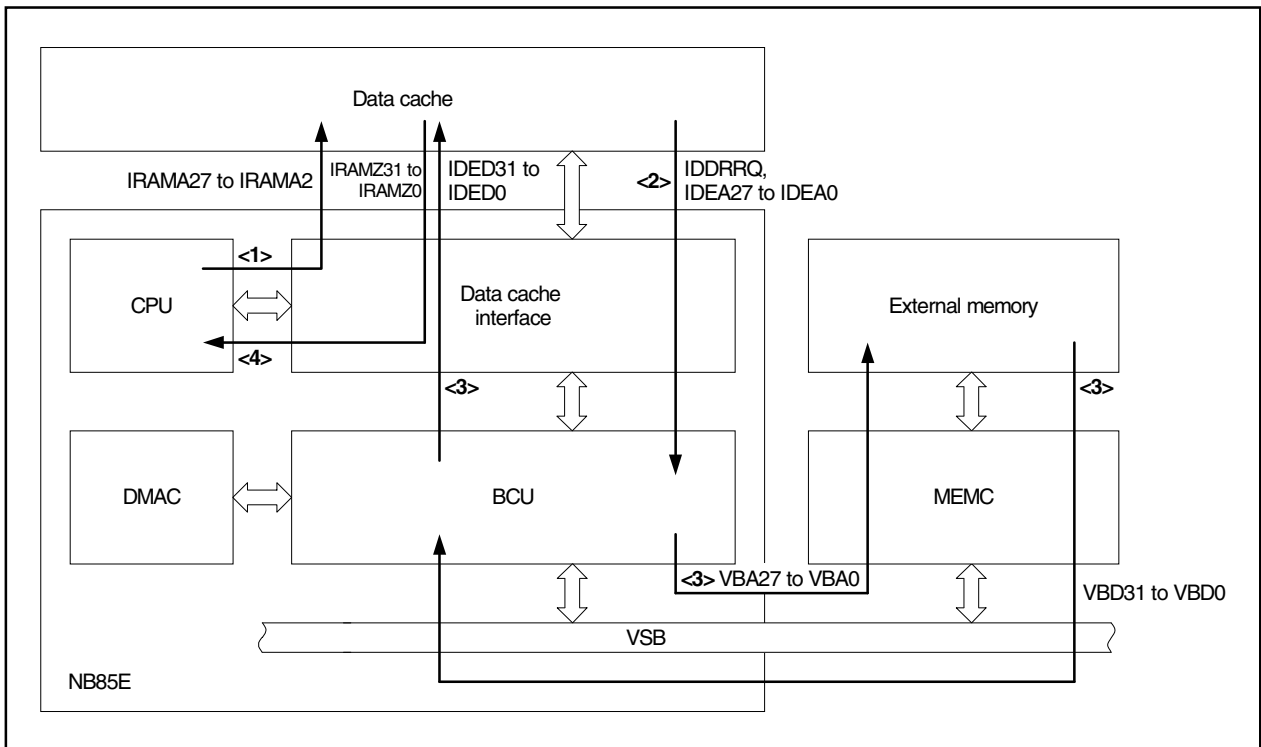 Data cache
IRAMA27 to IRAMA2
IRAMZ31 to
IRAMZ0
IDED31 to
IDED0
<2>
IDDRRQ,
IDEA27 to IDEA0
<1>
CPU
Data cache
interface
External memory
<4>
<3>
<3>
DMAC
BCU
MEMC
<3> VBA27 to VBA0
VBD31 to VBD0
VSB
NB85E